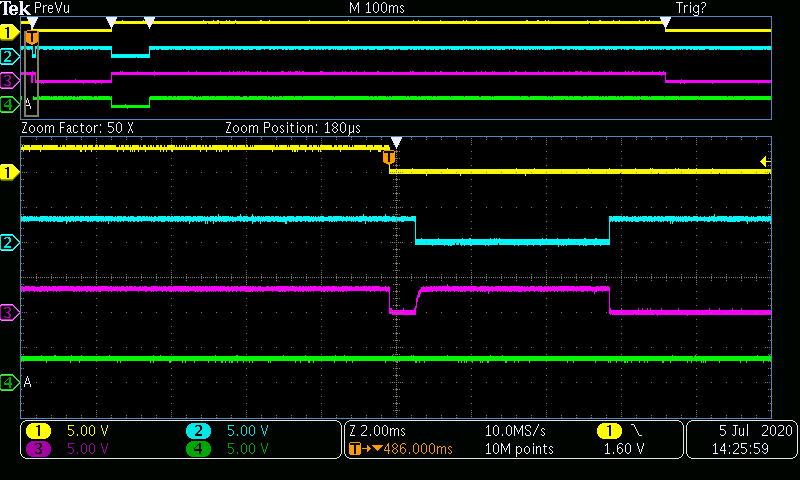 Tek PreVu M 100ms Trig?
1
T
2
3
4 A
Zoom Factor: 50 X Zoom Position: 180µs
T
1
2
3
4 A
1 5.00 V 2 5.00 V Z 2.00ms 10.0MS/s 1 5 Jul 2020
3 5.00 V 4 5.00 V T→▼486.000ms 10M points 1.60 V 14:25:59